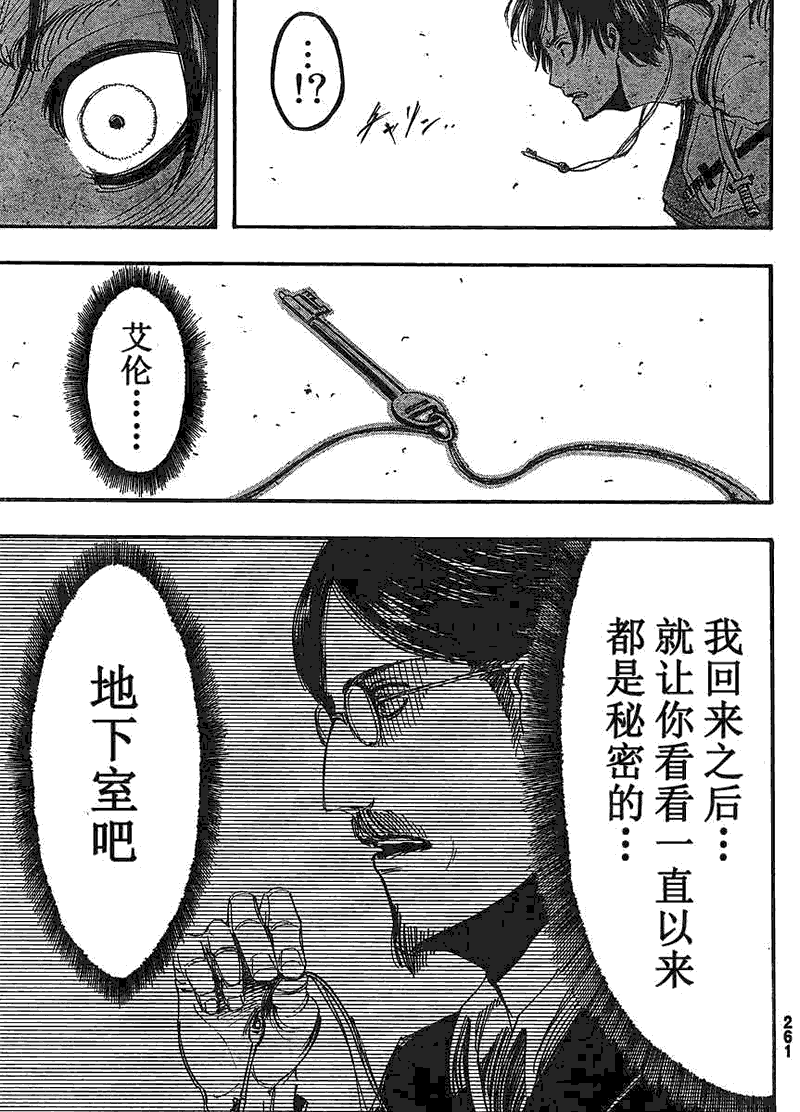 …
!?
チャリン..
艾伦……
我回来之后…
就让你看看一直以来
都是秘密的…
地下室吧
261